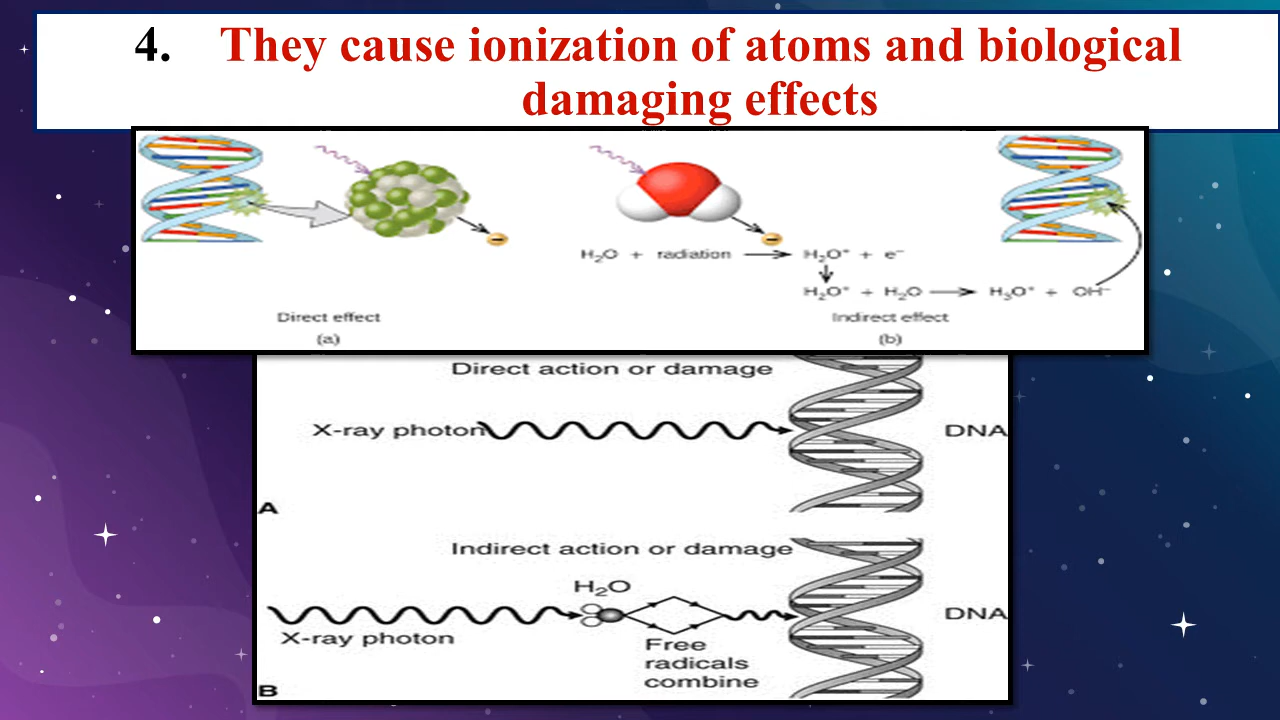 4. They cause ionization of atoms and biological
damaging effects
H₂O + radiation ⟶ H₂O⁺ + e⁻
H₂O⁺ + H₂O ⟶ H₃O⁺ + OH⁻
Direct effect
Indirect effect
(a)
(b)
Direct action or damage
X-ray photon
DNA
A
Indirect action or damage
H₂O
X-ray photon
DNA
Free
radicals
combine
B